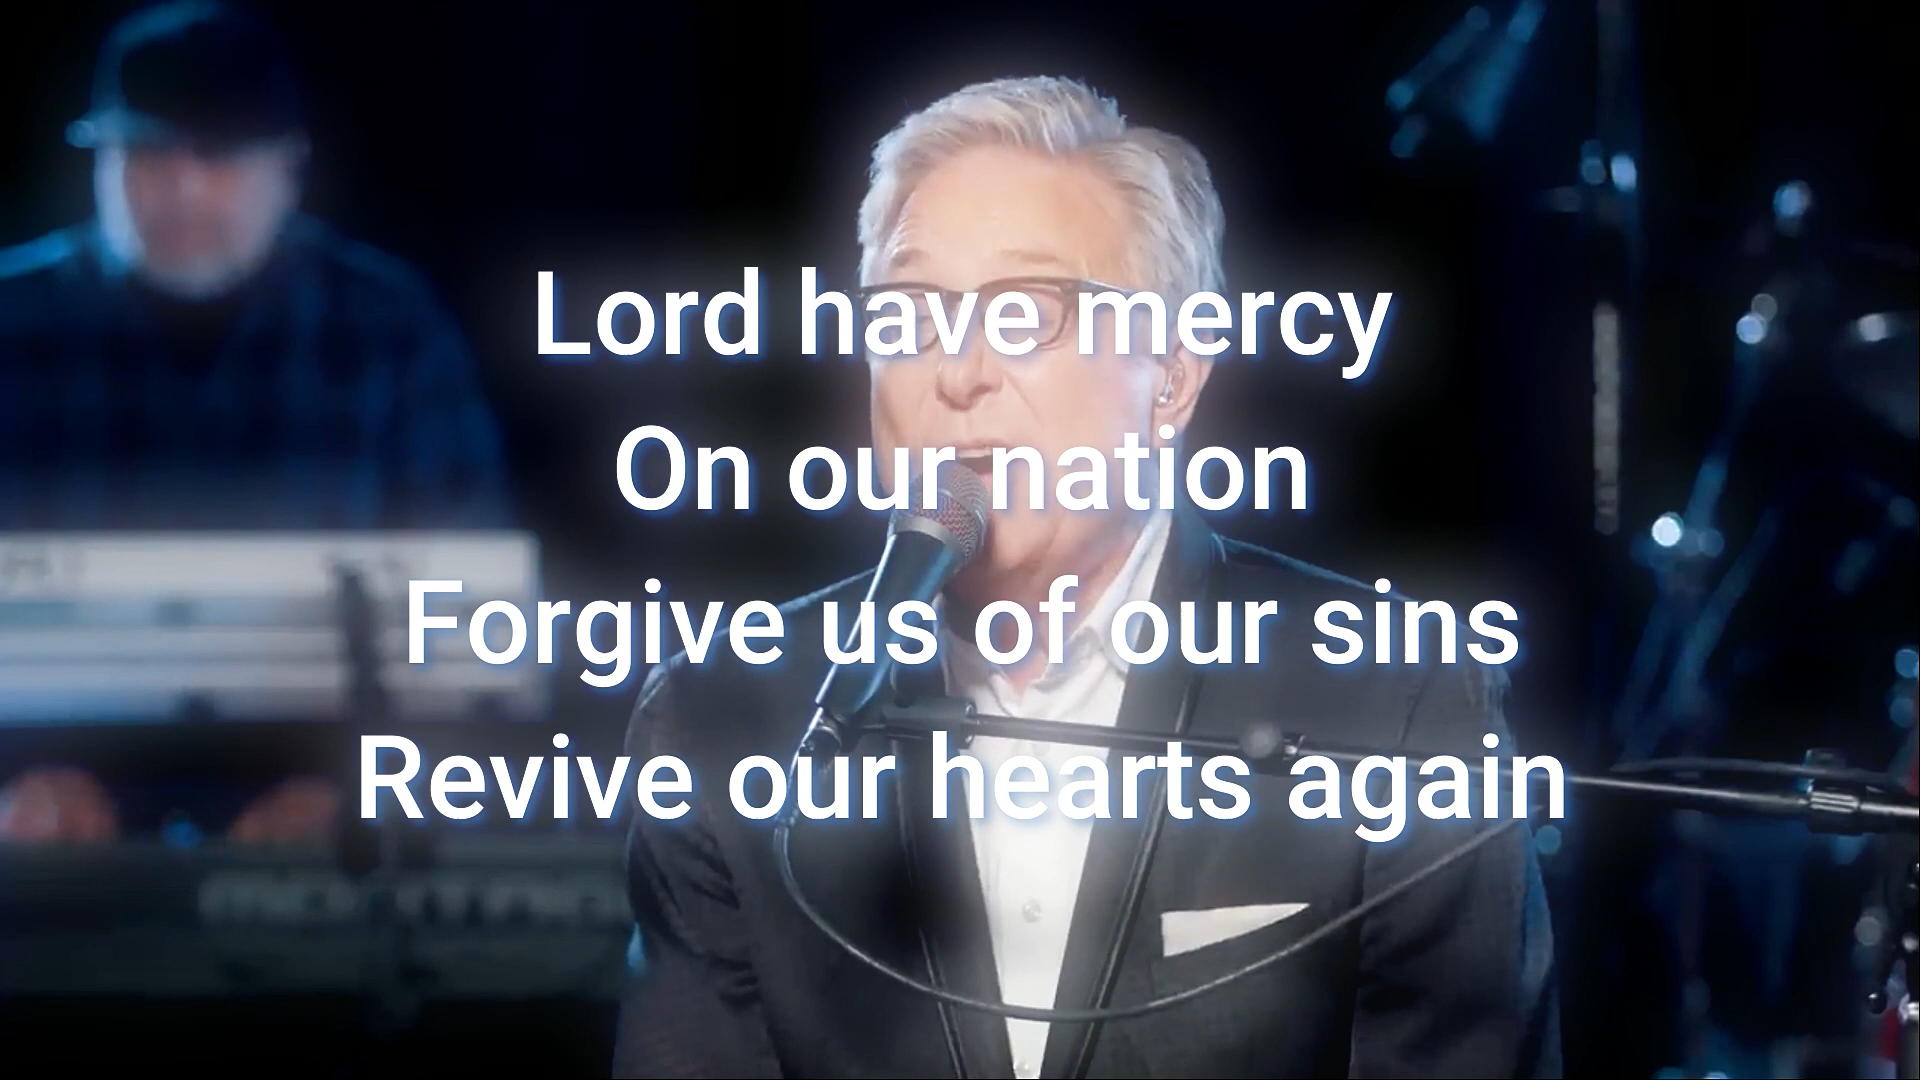 Lord have mercy
On our nation
Forgive us of our sins
Revive our hearts again